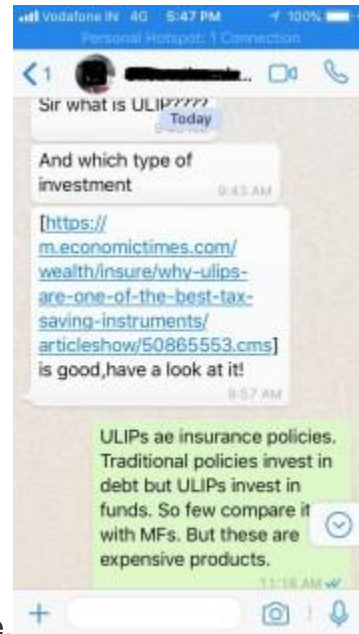 Vodafone IN 4G 5:47 PM 100%
Personal Hotspot: 1 Connection
1
Sir what is ULIP????
Today
And which type of
investment
9:43 AM
[https://
m.economictimes.com/
wealth/insure/why-ulips-
are-one-of-the-best-tax-
saving-instruments/
articleshow/50865553.cms]
is good,have a look at it!
9:57 AM
ULIPs ae insurance policies.
Traditional policies invest in
debt but ULIPs invest in
funds. So few compare it
with MFs. But these are
expensive products.
11:18 AM
e.